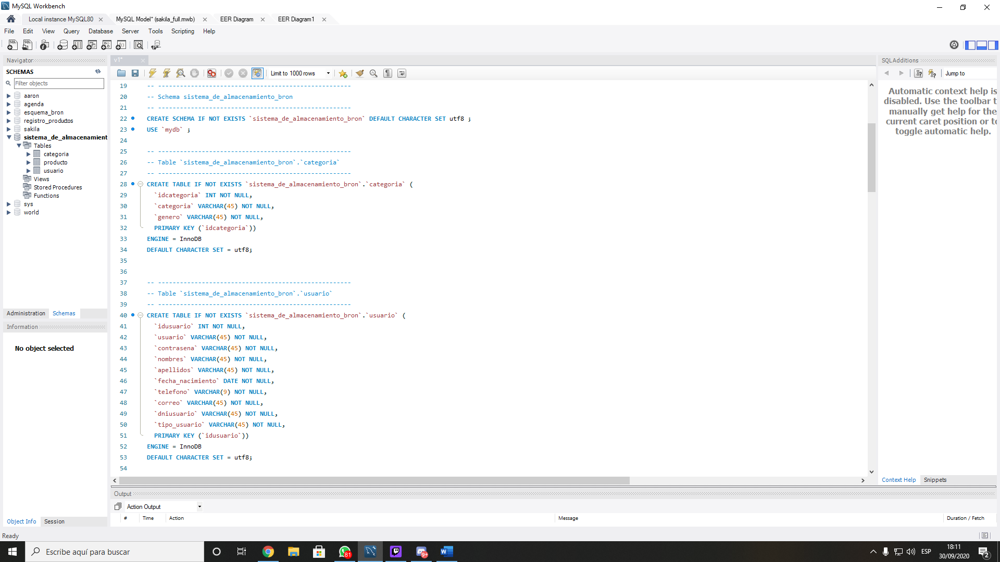 MySQL Workbench
Local instance MySQL80
MySQL Model* (sakila_full.mwb)
EER Diagram
EER Diagram1
File Edit View Query Database Server Tools Scripting Help
Navigator
SCHEMAS
Filter objects
aaron
agenda
esquema_bron
registro_productos
sakila
sistema_de_almacenamient
Tables
categoria
producto
usuario
Views
Stored Procedures
Functions
sys
world
Administration Schemas
Information
No object selected
Object Info Session
Ready
v1*
Limit to 1000 rows
19 -- -----------------------------------------------------
20 -- Schema sistema_de_almacenamiento_bron
21 -- -----------------------------------------------------
22 CREATE SCHEMA IF NOT EXISTS `sistema_de_almacenamiento_bron` DEFAULT CHARACTER SET utf8 ;
23 USE `mydb` ;
24
25 -- -----------------------------------------------------
26 -- Table `sistema_de_almacenamiento_bron`.`categoria`
27 -- -----------------------------------------------------
28 CREATE TABLE IF NOT EXISTS `sistema_de_almacenamiento_bron`.`categoria` (
29 `idcategoria` INT NOT NULL,
30 `categoria` VARCHAR(45) NOT NULL,
31 `genero` VARCHAR(45) NOT NULL,
32 PRIMARY KEY (`idcategoria`))
33 ENGINE = InnoDB
34 DEFAULT CHARACTER SET = utf8;
35
36
37 -- -----------------------------------------------------
38 -- Table `sistema_de_almacenamiento_bron`.`usuario`
39 -- -----------------------------------------------------
40 CREATE TABLE IF NOT EXISTS `sistema_de_almacenamiento_bron`.`usuario` (
41 `idusuario` INT NOT NULL,
42 `usuario` VARCHAR(45) NOT NULL,
43 `contrasena` VARCHAR(45) NOT NULL,
44 `nombres` VARCHAR(45) NOT NULL,
45 `apellidos` VARCHAR(45) NOT NULL,
46 `fecha_nacimiento` DATE NOT NULL,
47 `telefono` VARCHAR(9) NOT NULL,
48 `correo` VARCHAR(45) NOT NULL,
49 `dniusuario` VARCHAR(45) NOT NULL,
50 `tipo_usuario` VARCHAR(45) NOT NULL,
51 PRIMARY KEY (`idusuario`))
52 ENGINE = InnoDB
53 DEFAULT CHARACTER SET = utf8;
54
SQLAdditions
Jump to
Automatic context help is
disabled. Use the toolbar t
manually get help for the
current caret position or to
toggle automatic help.
Context Help Snippets
Output
Action Output
# Time Action Message Duration / Fetch
Escribe aquí para buscar
81
9+
ESP
18:11
30/09/2020
2